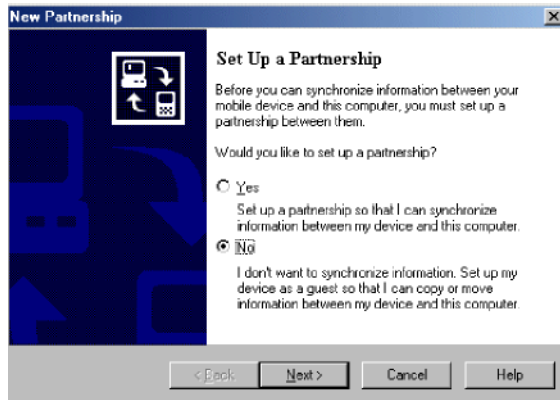 New Partnership
Set Up a Partnership
Before you can synchronize information between your
mobile device and this computer, you must set up a
partnership between them.
Would you like to set up a partnership?
Yes
Set up a partnership so that I can synchronize
information between my device and this computer.
No
I don't want to synchronize information. Set up my
device as a guest so that I can copy or move
information between my device and this computer.
< Back
Next >
Cancel
Help